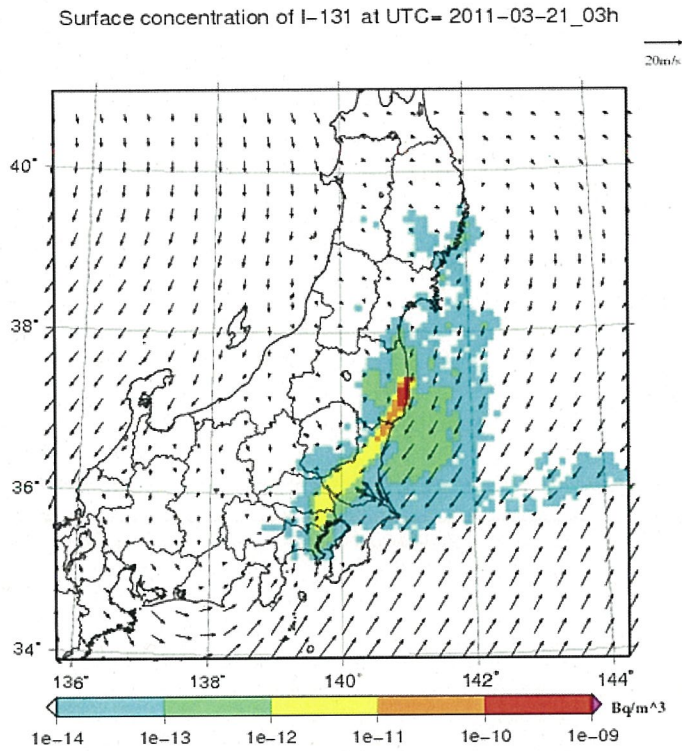 Surface concentration of I-131 at UTC= 2011-03-21_03h
20m/s
40°
38°
36°
34°
136° 138° 140° 142° 144°
Bq/m^3
1e-14 1e-13 1e-12 1e-11 1e-10 1e-09